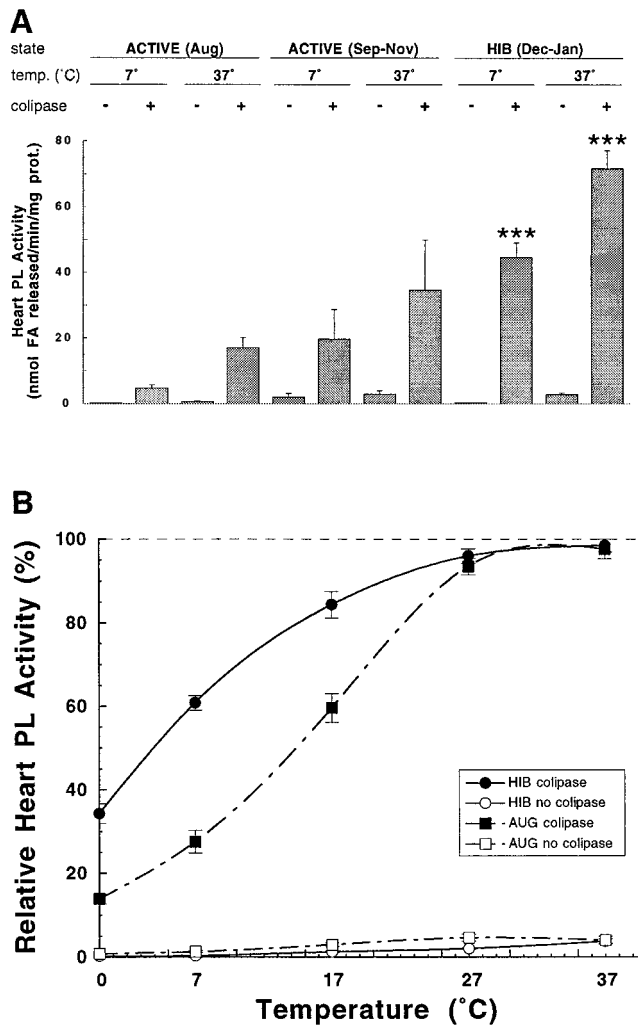 A
state ACTIVE (Aug) ACTIVE (Sep-Nov) HIB (Dec-Jan)
temp. (˚C) 7˚ 37˚ 7˚ 37˚ 7˚ 37˚
colipase - + - + - + - + - + - +
Heart PL Activity
(nmol FA released/min/mg prot.)
80
60
40
20
0
***
***
B
Relative Heart PL Activity (%)
100
80
60
40
20
0
HIB colipase
HIB no colipase
AUG colipase
AUG no colipase
0 7 17 27 37
Temperature (˚C)